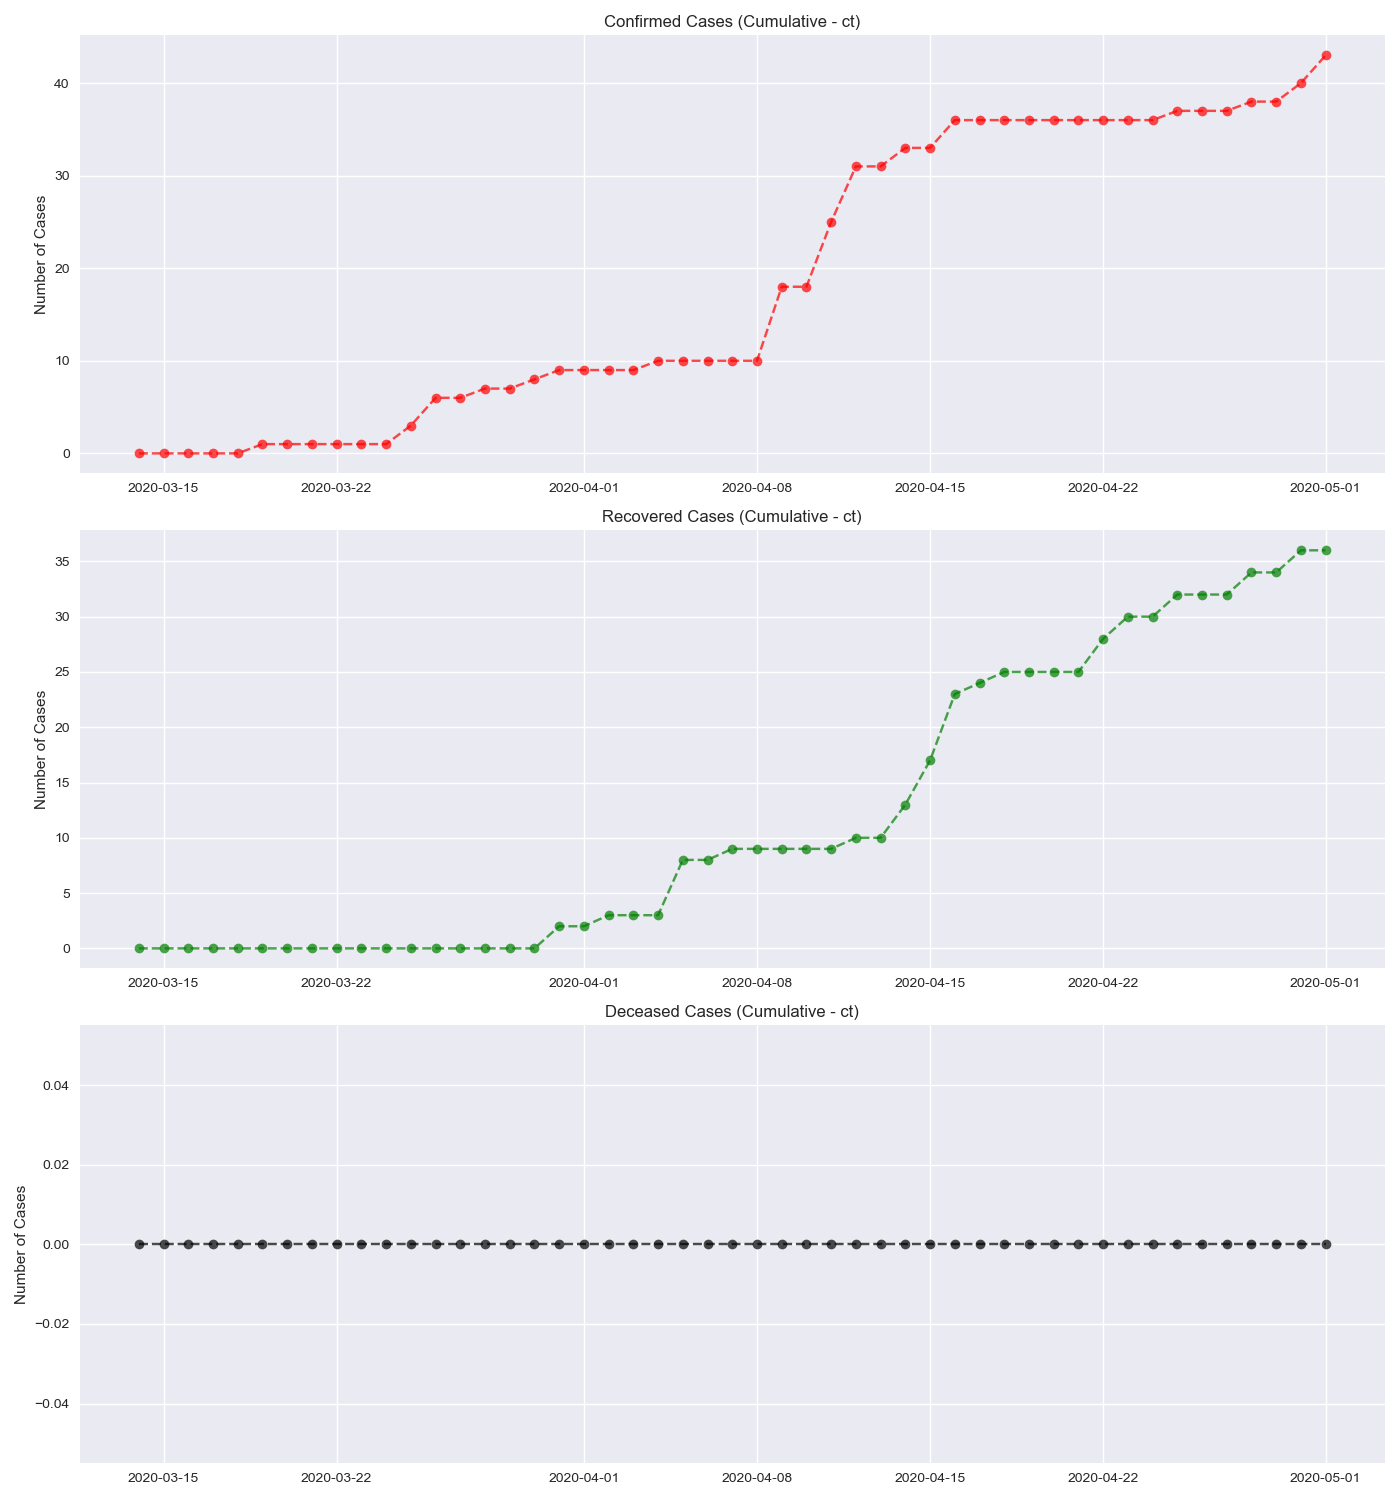 Confirmed Cases (Cumulative - ct)
Number of Cases
40
30
20
10
0
2020-03-15 2020-03-22 2020-04-01 2020-04-08 2020-04-15 2020-04-22 2020-05-01
Recovered Cases (Cumulative - ct)
Number of Cases
35
30
25
20
15
10
5
0
2020-03-15 2020-03-22 2020-04-01 2020-04-08 2020-04-15 2020-04-22 2020-05-01
Deceased Cases (Cumulative - ct)
Number of Cases
0.04
0.02
0.00
−0.02
−0.04
2020-03-15 2020-03-22 2020-04-01 2020-04-08 2020-04-15 2020-04-22 2020-05-01